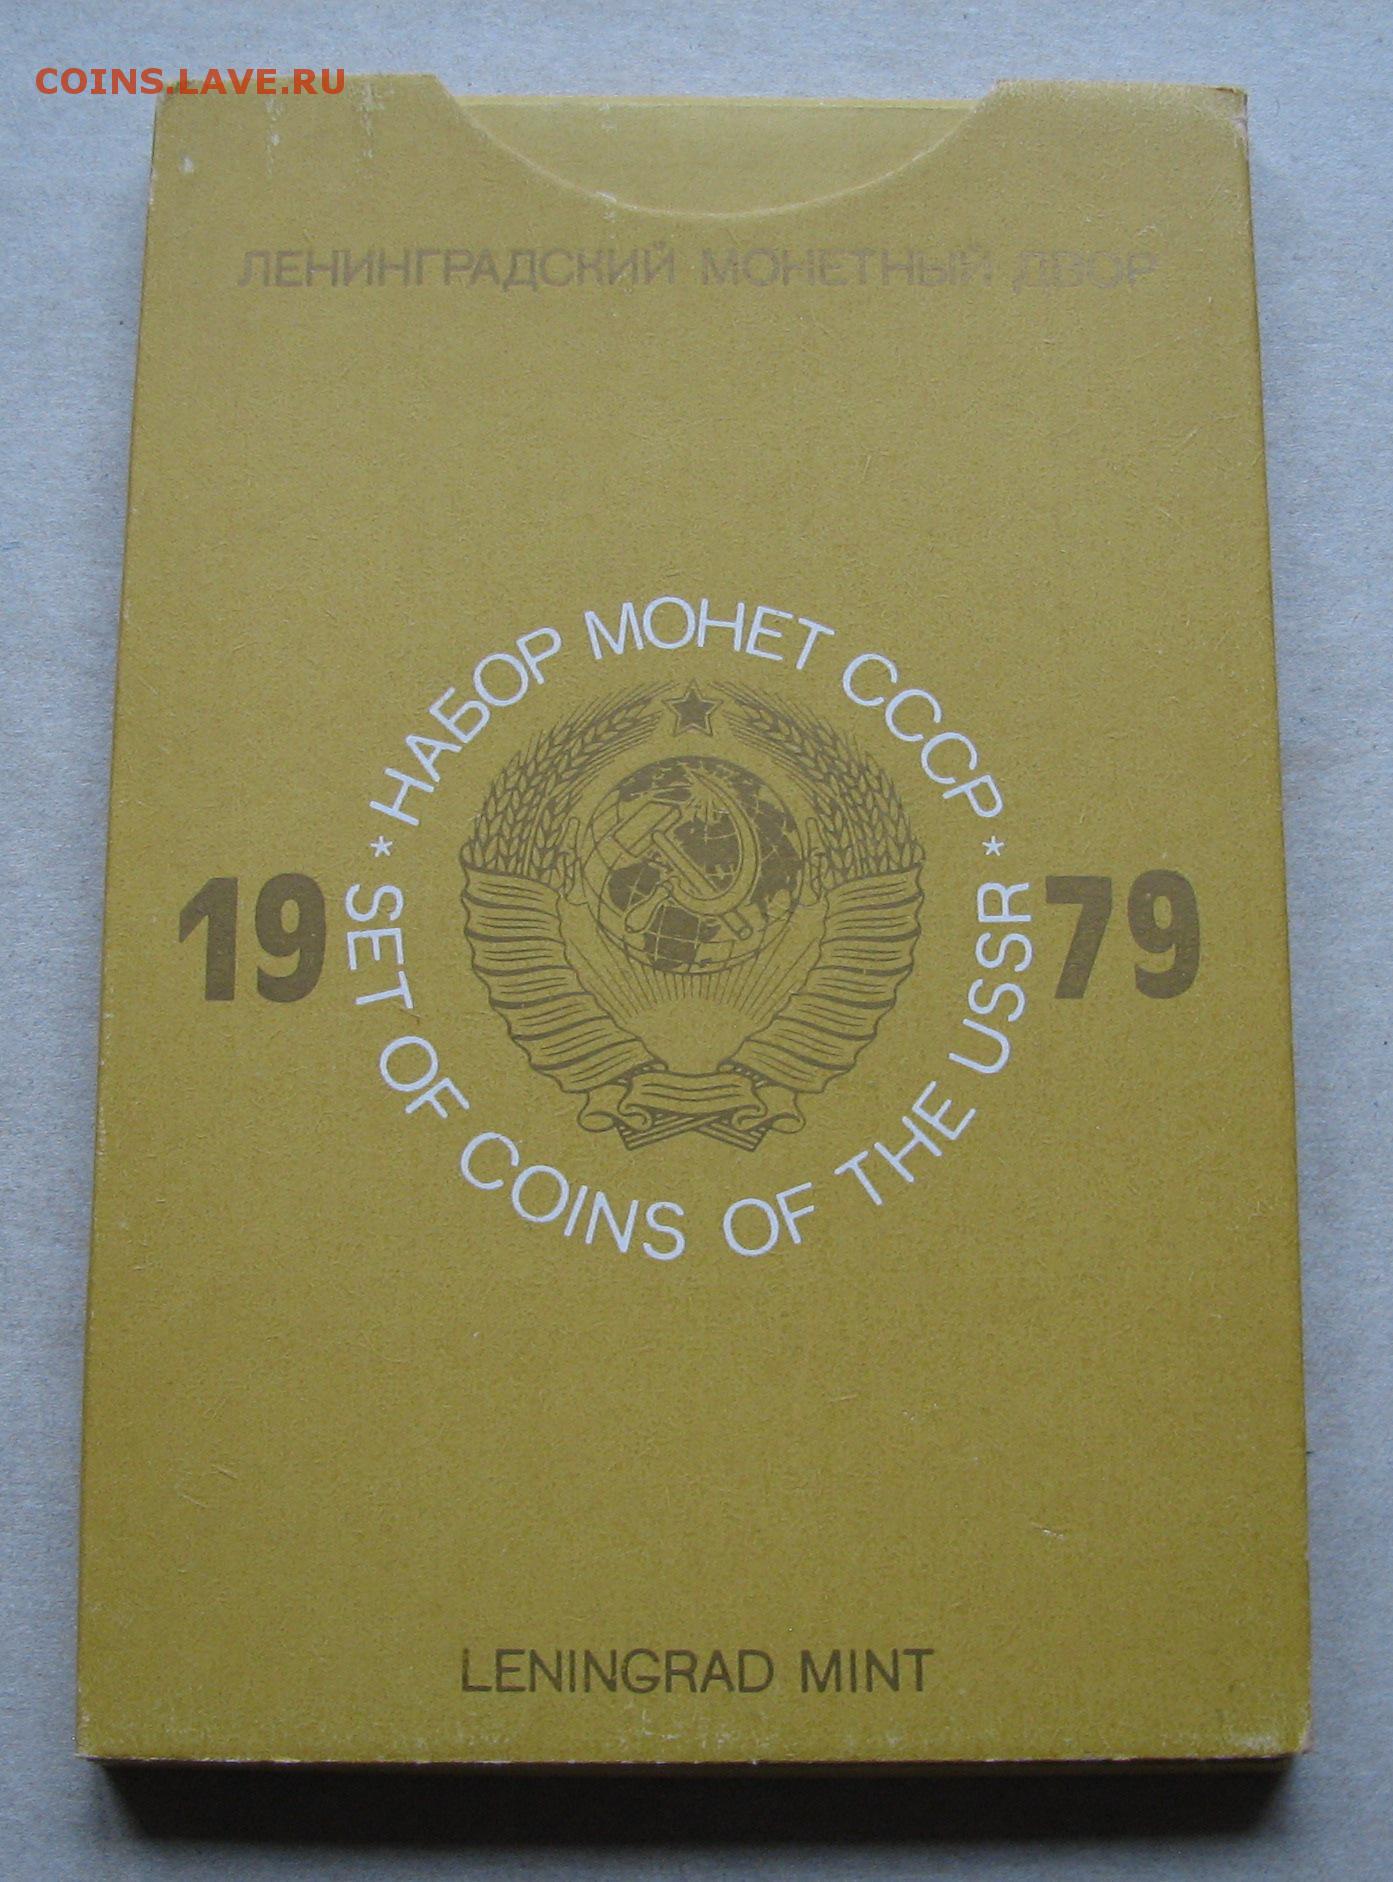 COINS.LAVE.RU
ЛЕНИНГРАДСКИЙ МОНЕТНЫЙ ДВОР
* НАБОР МОНЕТ СССР *
19 79
SET OF COINS OF THE USSR
LENINGRAD MINT